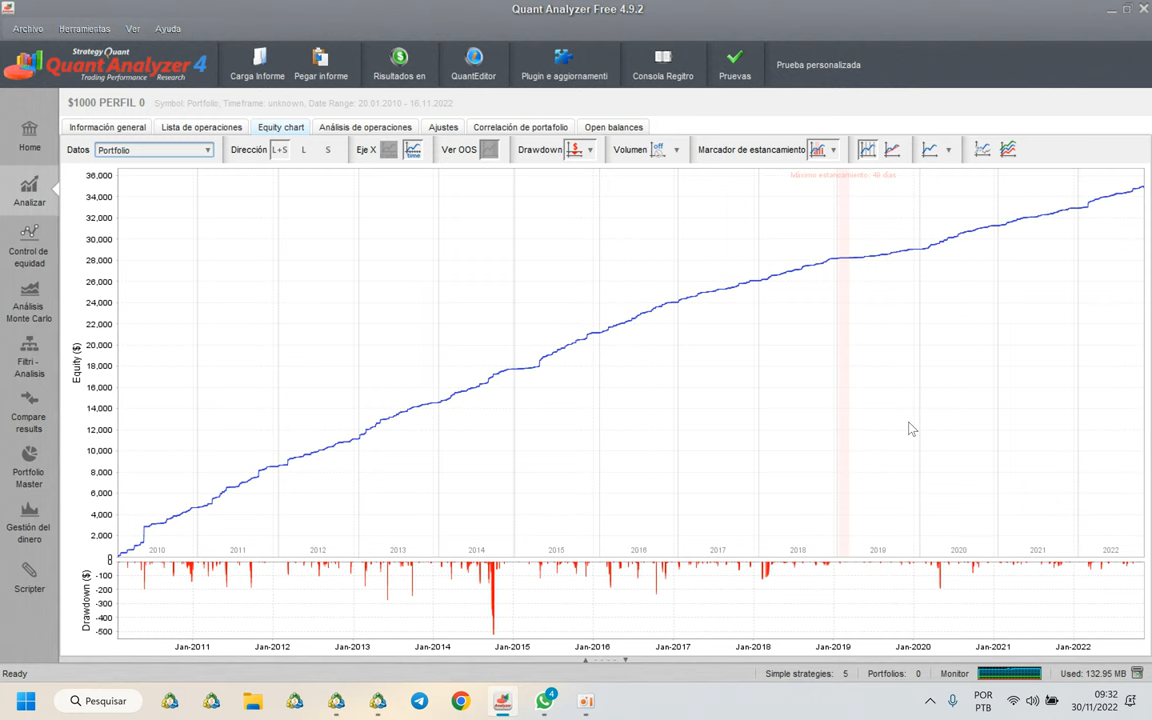 Quant Analyzer Free 4.9.2
Archivo Herramientas Ver Ayuda
StrategyQuant
QuantAnalyzer 4
Trading Performance Research
Carga Informe
Pegar informe
Risultados en
QuantEditor
Plugin e aggiornamenti
Consola Regitro
Pruevas
Prueba personalizada
$1000 PERFIL 0 Symbol: Portfolio, Timeframe: unknown, Date Range: 20.01.2010 - 16.11.2022
Información general Lista de operaciones Equity chart Análisis de operaciones Ajustes Correlación de portafolio Open balances
Datos Portfolio Dirección L+S L S Eje X time Ver OOS Drawdown Volumen off Marcador de estancamiento
Home
Analizar
Control de
equidad
Análisis
Monte Carlo
Filtri -
Analisis
Compare
results
Portfolio
Master
Gestión del
dinero
Scripter
Máximo estancamiento: 49 días
Equity ($)
36,000
34,000
32,000
30,000
28,000
26,000
24,000
22,000
20,000
18,000
16,000
14,000
12,000
10,000
8,000
6,000
4,000
2,000
0
2010 2011 2012 2013 2014 2015 2016 2017 2018 2019 2020 2021 2022
Drawdown ($)
0
-100
-200
-300
-400
-500
Jan-2011 Jan-2012 Jan-2013 Jan-2014 Jan-2015 Jan-2016 Jan-2017 Jan-2018 Jan-2019 Jan-2020 Jan-2021 Jan-2022
Ready Simple strategies: 5 Portfolios: 0 Monitor Used: 132.95 MB
Pesquisar
4
POR
PTB
09:32
30/11/2022